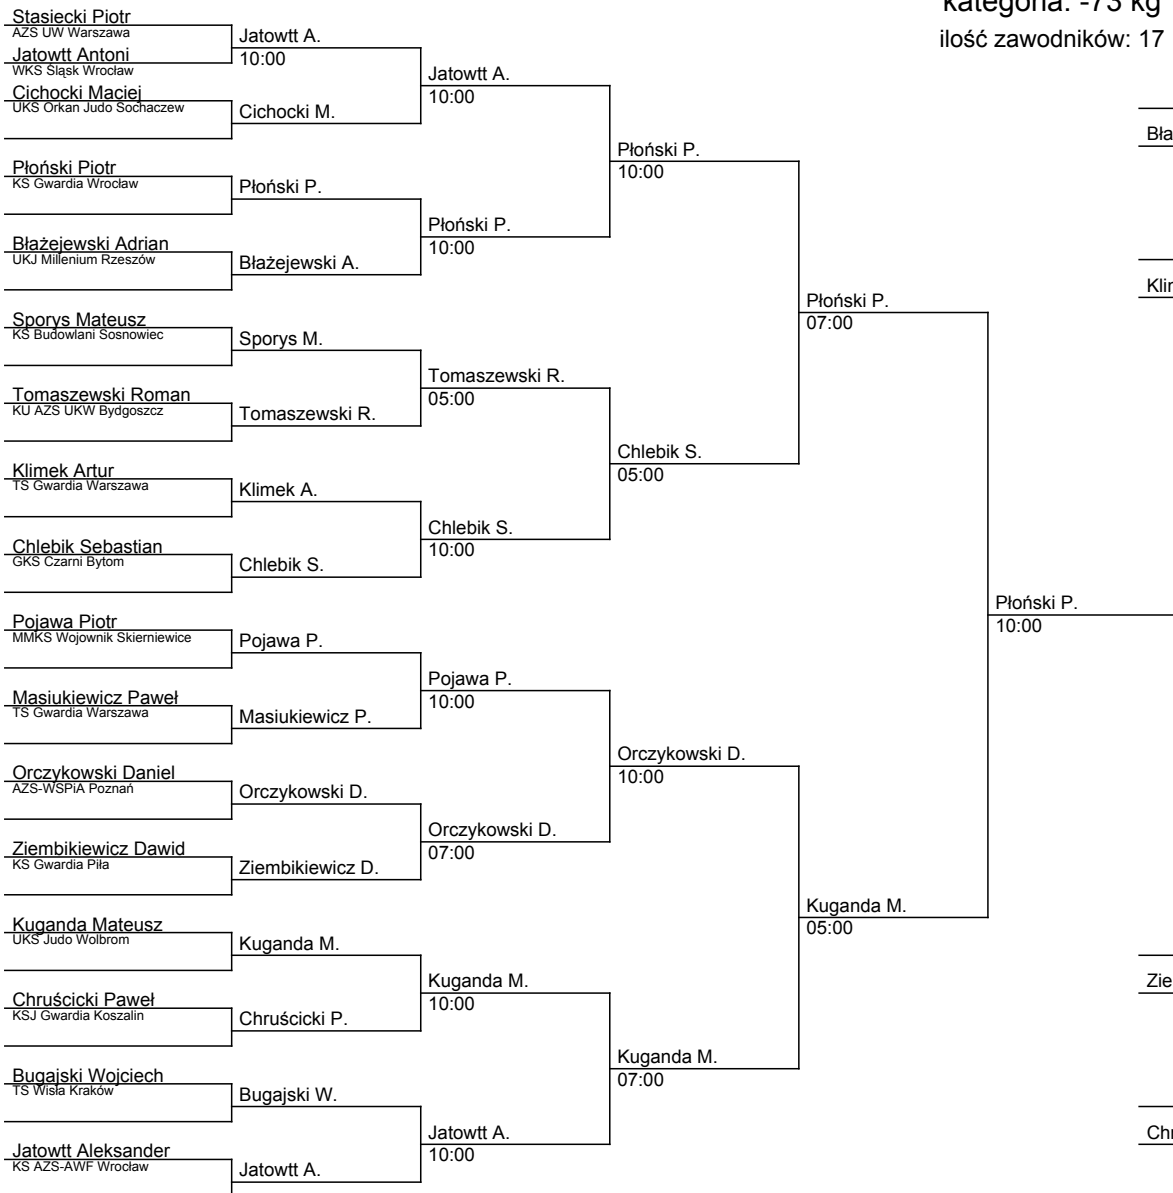 kategoria: -73 kg
ilość zawodników: 17
Stasiecki Piotr
AZS UW Warszawa
Jatowtt Antoni
WKS Śląsk Wrocław
Cichocki Maciej
UKS Orkan Judo Sochaczew
Płoński Piotr
KS Gwardia Wrocław
Błażejewski Adrian
UKJ Millenium Rzeszów
Sporys Mateusz
KS Budowlani Sosnowiec
Tomaszewski Roman
KU AZS UKW Bydgoszcz
Klimek Artur
TS Gwardia Warszawa
Chlebik Sebastian
GKS Czarni Bytom
Pojawa Piotr
MMKS Wojownik Skierniewice
Masiukiewicz Paweł
TS Gwardia Warszawa
Orczykowski Daniel
AZS-WSPiA Poznań
Ziembikiewicz Dawid
KS Gwardia Piła
Kuganda Mateusz
UKS Judo Wolbrom
Chruścicki Paweł
KSJ Gwardia Koszalin
Bugajski Wojciech
TS Wisła Kraków
Jatowtt Aleksander
KS AZS-AWF Wrocław
Jatowtt A.
10:00
Cichocki M.
Płoński P.
Błażejewski A.
Sporys M.
Tomaszewski R.
Klimek A.
Chlebik S.
Pojawa P.
Masiukiewicz P.
Orczykowski D.
Ziembikiewicz D.
Kuganda M.
Chruścicki P.
Bugajski W.
Jatowtt A.
Jatowtt A.
10:00
Płoński P.
10:00
Tomaszewski R.
05:00
Chlebik S.
10:00
Pojawa P.
10:00
Orczykowski D.
07:00
Kuganda M.
10:00
Jatowtt A.
10:00
Płoński P.
10:00
Chlebik S.
05:00
Orczykowski D.
10:00
Kuganda M.
07:00
Płoński P.
07:00
Kuganda M.
05:00
Płoński P.
10:00
Bła
Klin
Zie
Chr